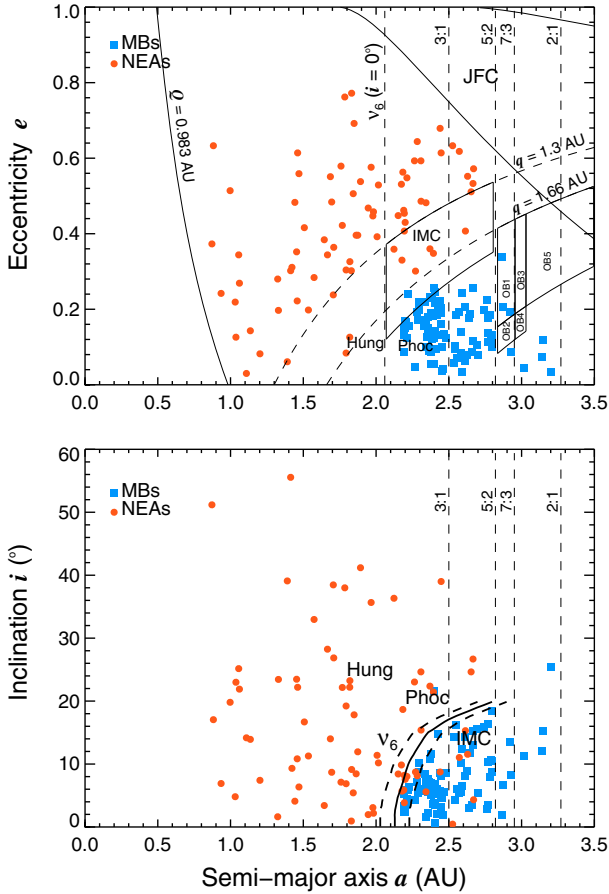 1.0
0.8
0.6
0.4
0.2
0.0
Eccentricity e
MBs
NEAs
Q = 0.983 AU
ν6 (i = 0°)
3:1
5:2
7:3
2:1
JFC
q = 1.3 AU
q = 1.66 AU
IMC
Hung
Phoc
OB1
OB2
OB3
OB4
OB5
0.0 0.5 1.0 1.5 2.0 2.5 3.0 3.5
60
50
40
30
20
10
0
Inclination i (°)
MBs
NEAs
3:1
5:2
7:3
2:1
Hung
Phoc
ν6
IMC
0.0 0.5 1.0 1.5 2.0 2.5 3.0 3.5
Semi-major axis a (AU)